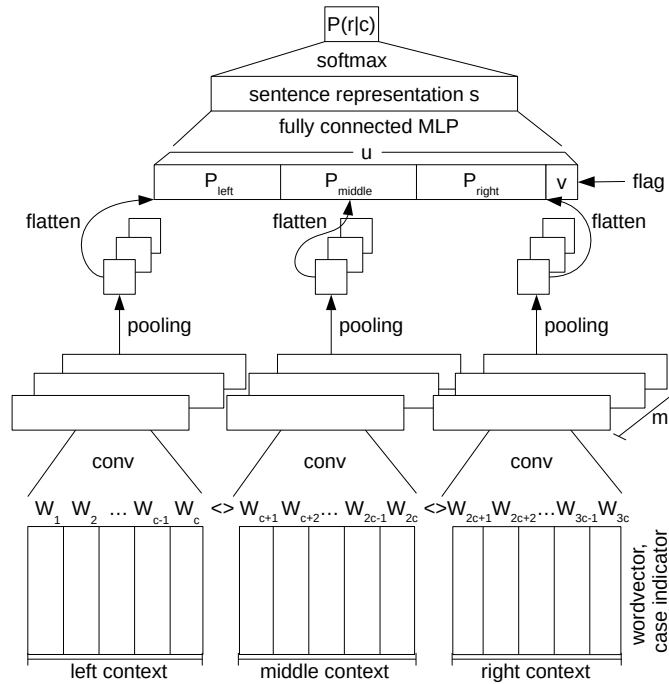 P(r|c)
softmax
sentence representation s
fully connected MLP
u
P_left P_middle P_right v flag
flatten flatten flatten
pooling pooling pooling
m
conv conv conv
W_1 W_2 ... W_c-1 W_c <> W_c+1 W_c+2 ... W_2c-1 W_2c <> W_2c+1 W_2c+2 ... W_3c-1 W_3c
wordvector,
case indicator
left context middle context right context